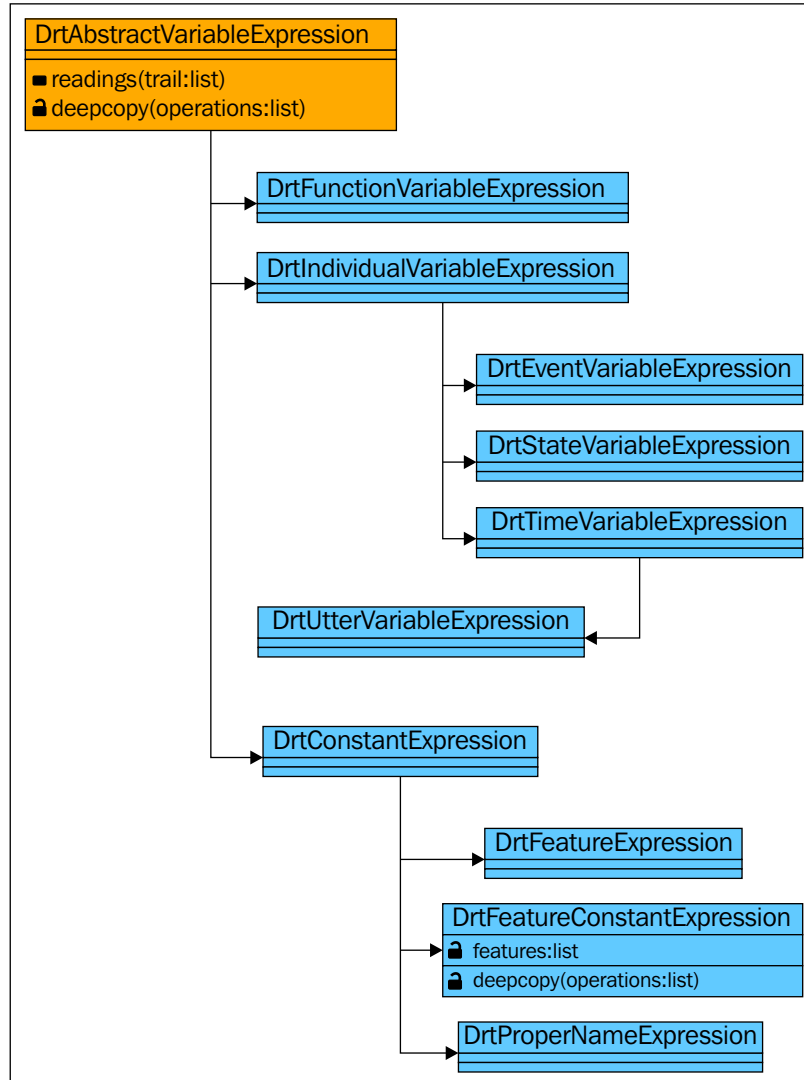 DrtAbstractVariableExpression
readings(trail:list)
deepcopy(operations:list)
DrtFunctionVariableExpression
DrtIndividualVariableExpression
DrtEventVariableExpression
DrtStateVariableExpression
DrtTimeVariableExpression
DrtUtterVariableExpression
DrtConstantExpression
DrtFeatureExpression
DrtFeatureConstantExpression
features:list
deepcopy(operations:list)
DrtProperNameExpression